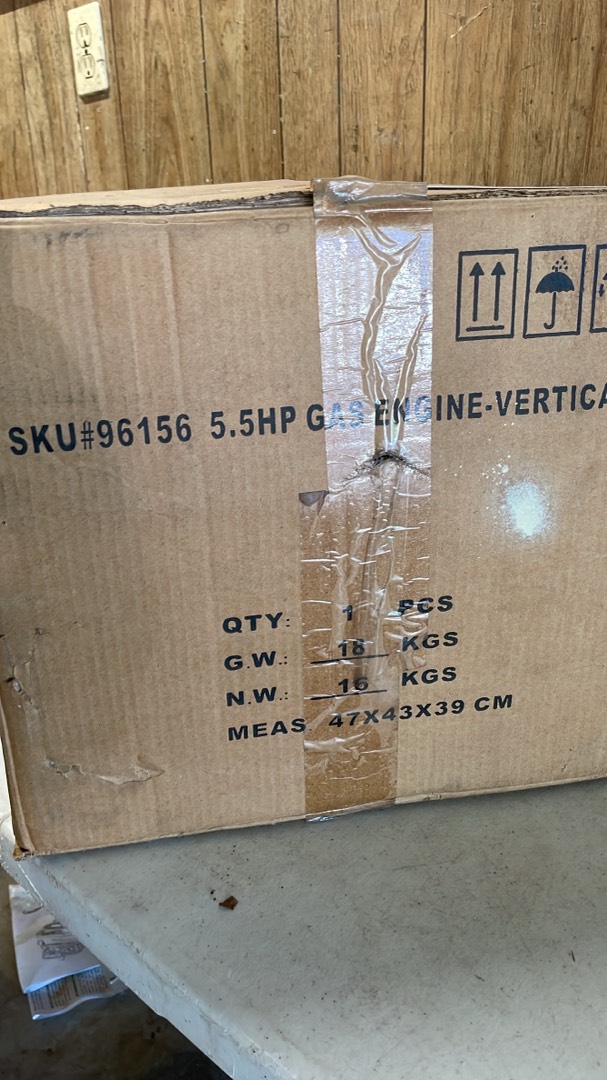 SKU#96156 5.5HP GAS ENGINE-VERTICA
QTY: 1 PCS
G.W.: 18 KGS
N.W.: 16 KGS
MEAS. 47X43X39 CM